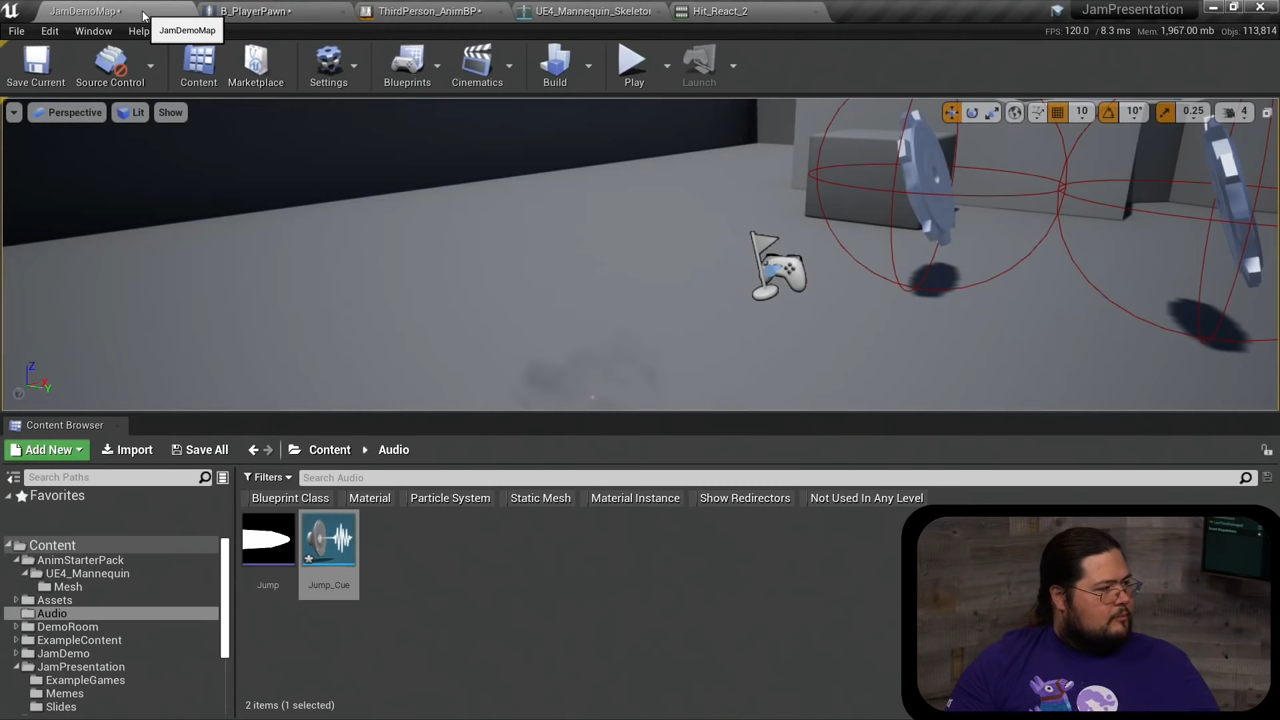 JamDemoMap*
B_PlayerPawn*
ThirdPerson_AnimBP*
UE4_Mannequin_Skeleto
Hit_React_2
JamPresentation
File
Edit
Window
Help
JamDemoMap
FPS: 120.0 / 8.3 ms
Mem: 1,967.00 mb
Objs: 113,814
Save Current
Source Control
Content
Marketplace
Settings
Blueprints
Cinematics
Build
Play
Launch
Perspective
Lit
Show
10
10°
0.25
4
Z
X
Y
Content Browser
Add New
Import
Save All
Content
Audio
Search Paths
Filters
Search Audio
Favorites
Blueprint Class
Material
Particle System
Static Mesh
Material Instance
Show Redirectors
Not Used In Any Level
Content
AnimStarterPack
UE4_Mannequin
Mesh
Assets
Audio
DemoRoom
ExampleContent
JamDemo
JamPresentation
ExampleGames
Memes
Slides
Jump
Jump_Cue
2 items (1 selected)